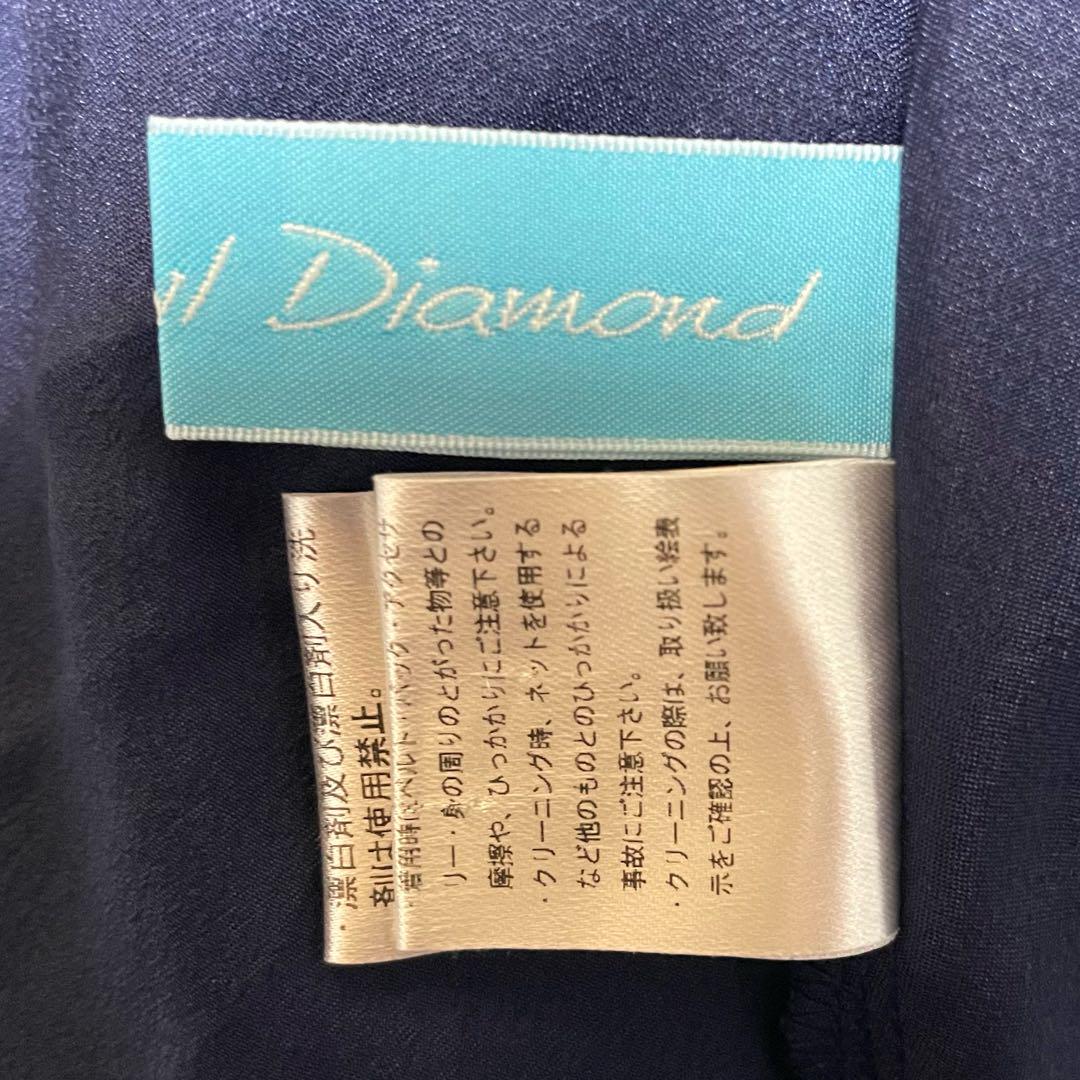 Diamond
・漂白剤及び漂白剤入り洗
剤は使用禁止。
・着用時はベルト・バック・アクセサ
リー・身の周りのとがった物等との
摩擦や、ひっかかりにご注意下さい。
・クリーニング時、ネットを使用する
など他のものとのひっかかりによる
事故にご注意下さい。
・クリーニングの際は、取り扱い絵表
示をご確認の上、お願い致します。